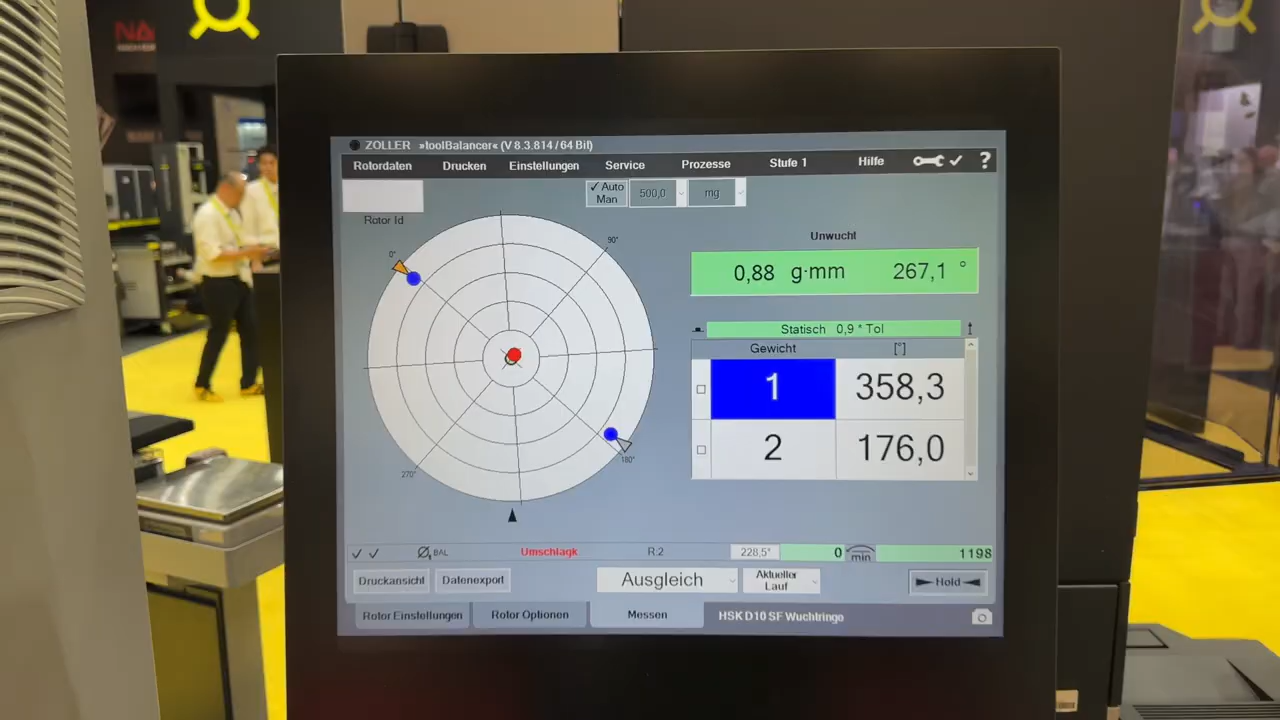 ZOLLER »toolBalancer« (V 8.3.814 / 64 Bit)
Rotordaten Drucken Einstellungen Service Prozesse Stufe 1 Hilfe ?
✓ Auto
Man
500,0 mg
Rotor Id
0°
90°
180°
270°
Unwucht
0,88 g·mm 267,1 °
Statisch 0,9 * Tol
Gewicht [°]
1 358,3
2 176,0
BAL Umschlagk R:2 228,5° 0 min 1198
Druckansicht Datenexport Ausgleich Aktueller
Lauf
Hold
Rotor Einstellungen Rotor Optionen Messen HSK D10 SF Wuchtringe